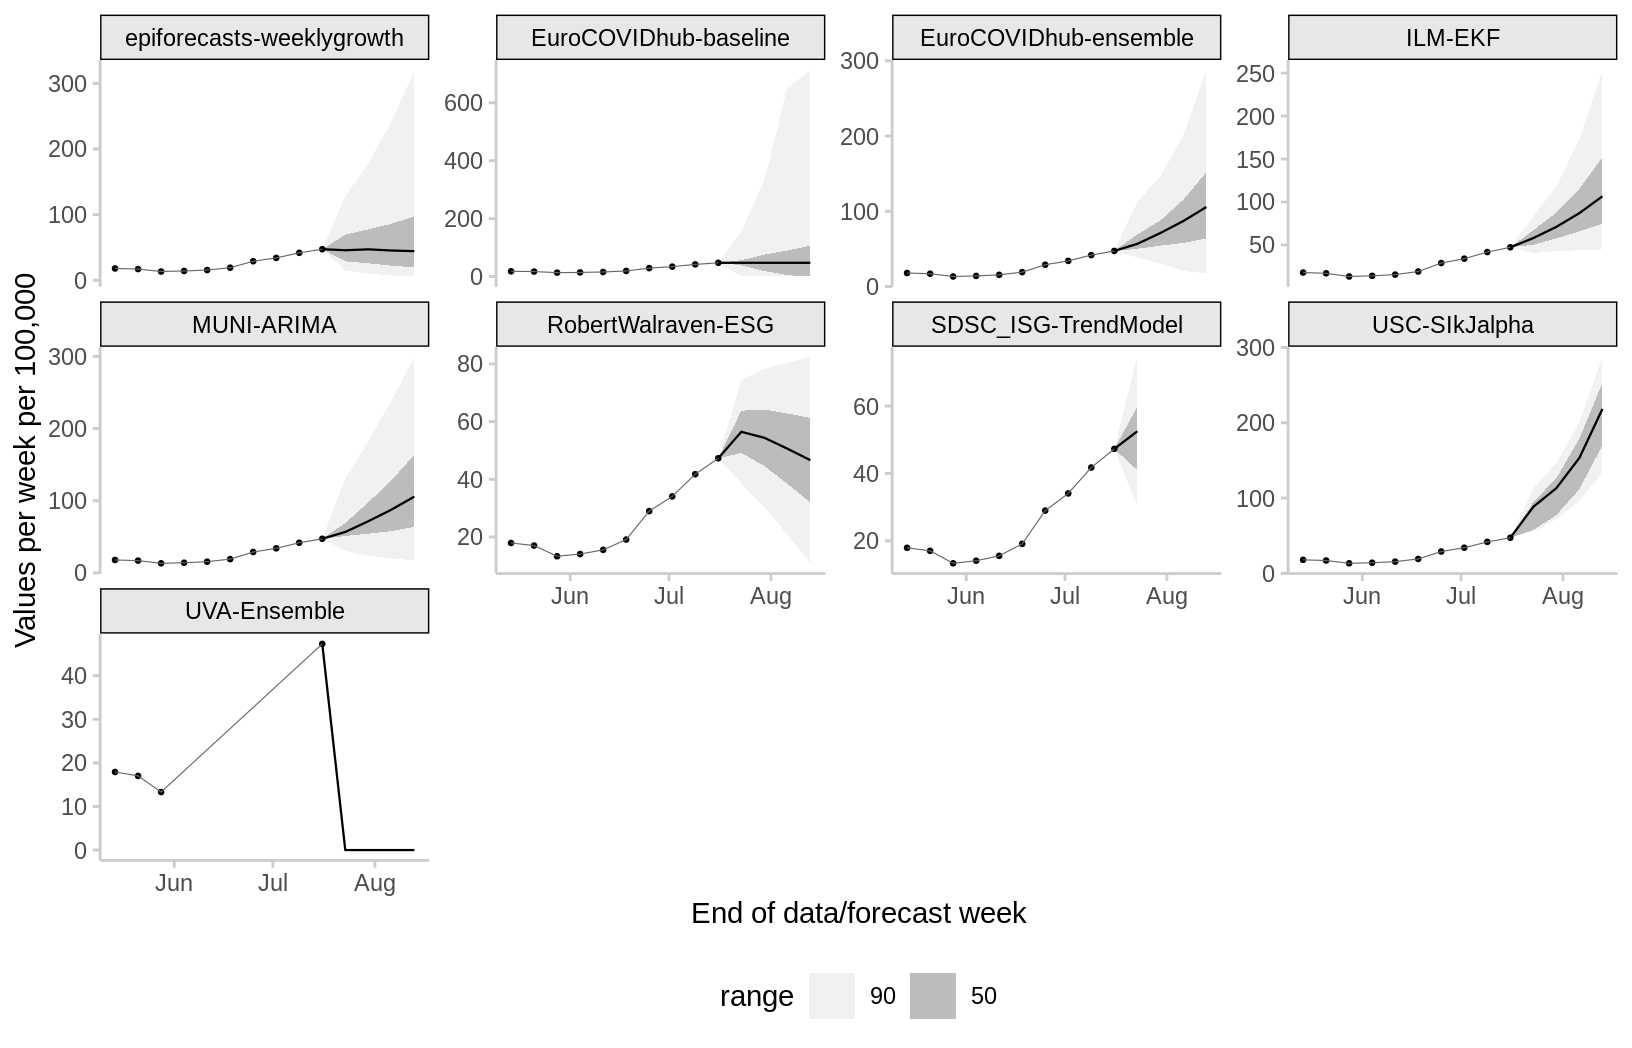 epiforecasts-weeklygrowth
EuroCOVIDhub-baseline
EuroCOVIDhub-ensemble
ILM-EKF
300
200
100
0
600
400
200
0
300
200
100
0
250
200
150
100
50
MUNI-ARIMA
RobertWalraven-ESG
SDSC_ISG-TrendModel
USC-SIkJalpha
300
200
100
0
80
60
40
20
60
40
20
300
200
100
0
Jun Jul Aug
Jun Jul Aug
Jun Jul Aug
UVA-Ensemble
40
30
20
10
0
Jun Jul Aug
Values per week per 100,000
End of data/forecast week
range 90 50